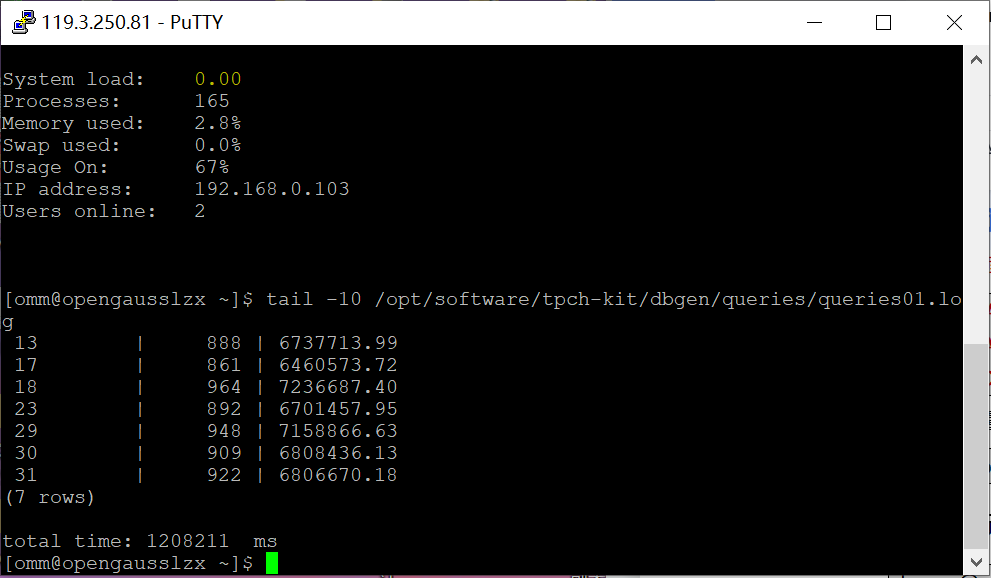 119.3.250.81 - PuTTY
System load:    0.00
Processes:      165
Memory used:    2.8%
Swap used:      0.0%
Usage On:       67%
IP address:     192.168.0.103
Users online:   2
[omm@opengausslzx ~]$ tail -10 /opt/software/tpch-kit/dbgen/queries/queries01.lo
g
 13        |     888 | 6737713.99
 17        |     861 | 6460573.72
 18        |     964 | 7236687.40
 23        |     892 | 6701457.95
 29        |     948 | 7158866.63
 30        |     909 | 6808436.13
 31        |     922 | 6806670.18
(7 rows)
total time: 1208211  ms
[omm@opengausslzx ~]$